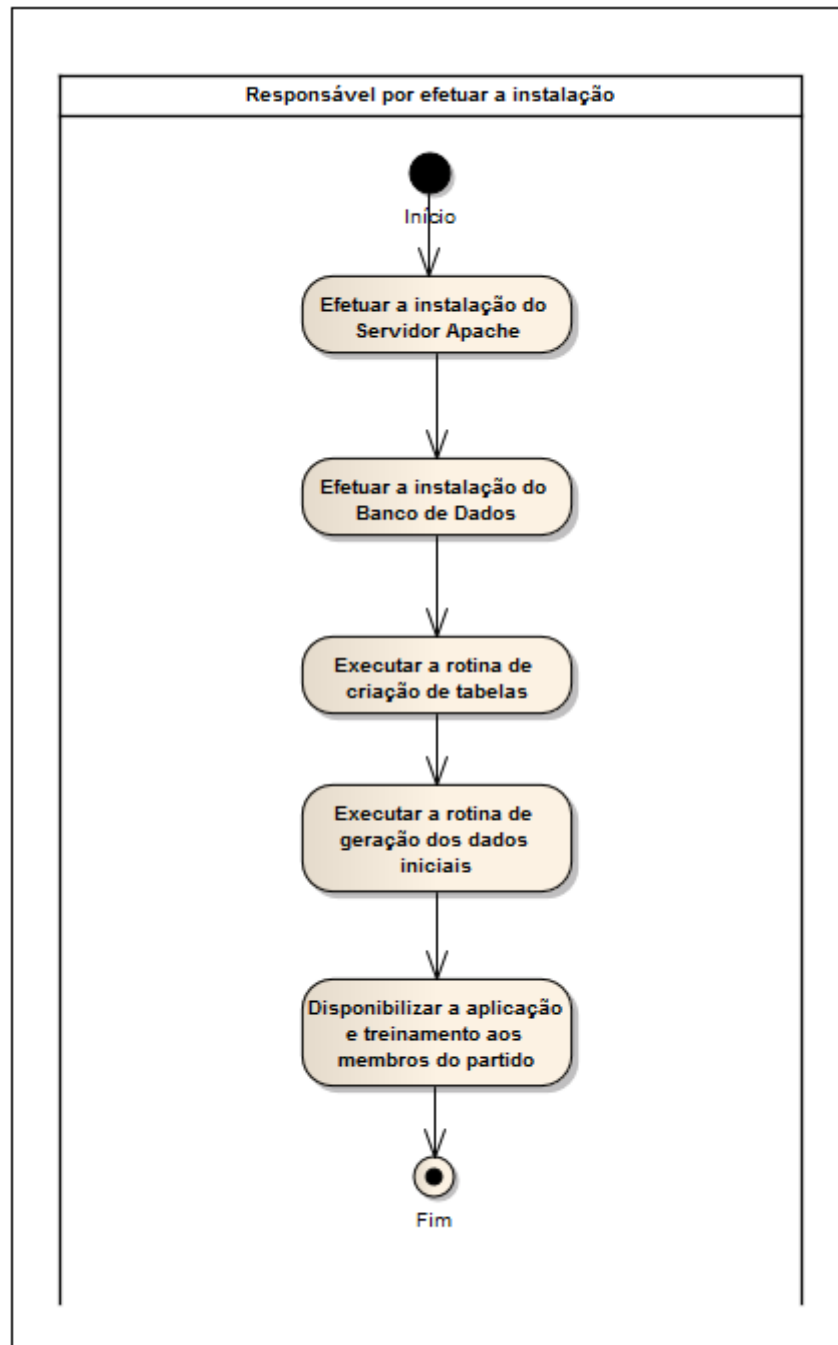 Responsável por efetuar a instalação
Início
Efetuar a instalação do
Servidor Apache
Efetuar a instalação do
Banco de Dados
Executar a rotina de
criação de tabelas
Executar a rotina de
geração dos dados
iniciais
Disponibilizar a aplicação
e treinamento aos
membros do partido
Fim